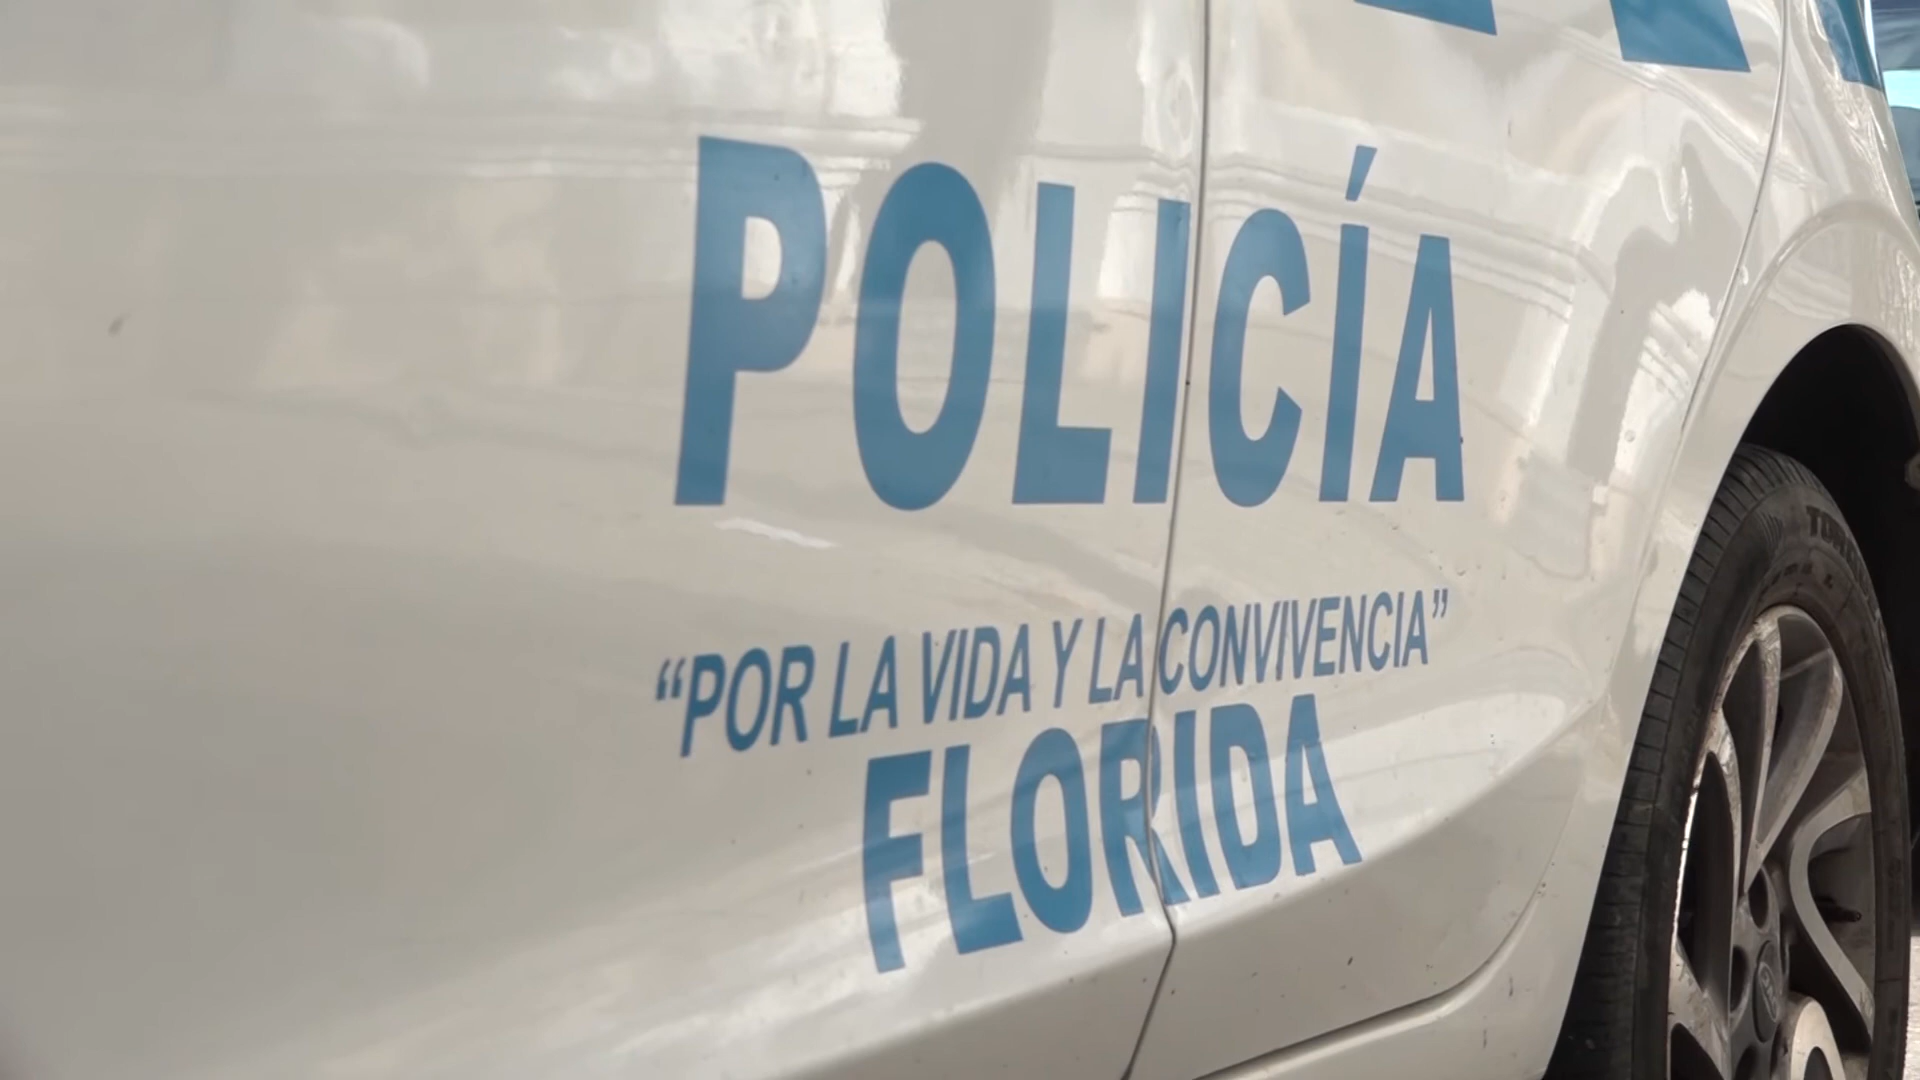 POLICÍA
“POR LA VIDA Y LA CONVIVENCIA”
FLORIDA